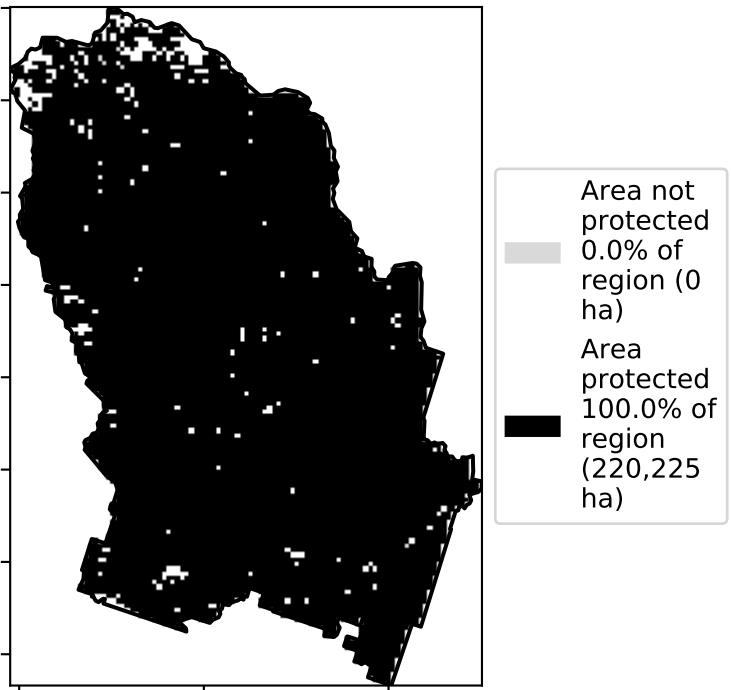 Area not
protected
0.0% of
region (0
ha)
Area
protected
100.0% of
region
(220,225
ha)